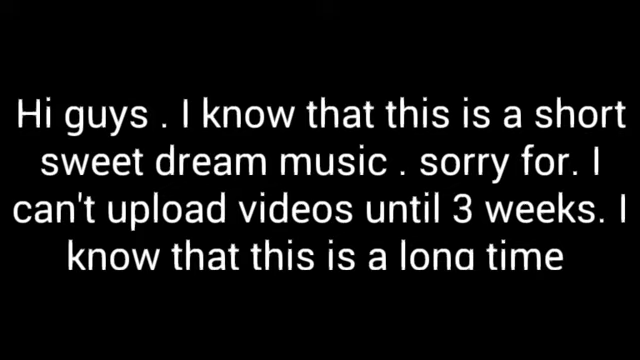 Hi guys . I know that this is a short
sweet dream music . sorry for. I
can't upload videos until 3 weeks. I
know that this is a long time